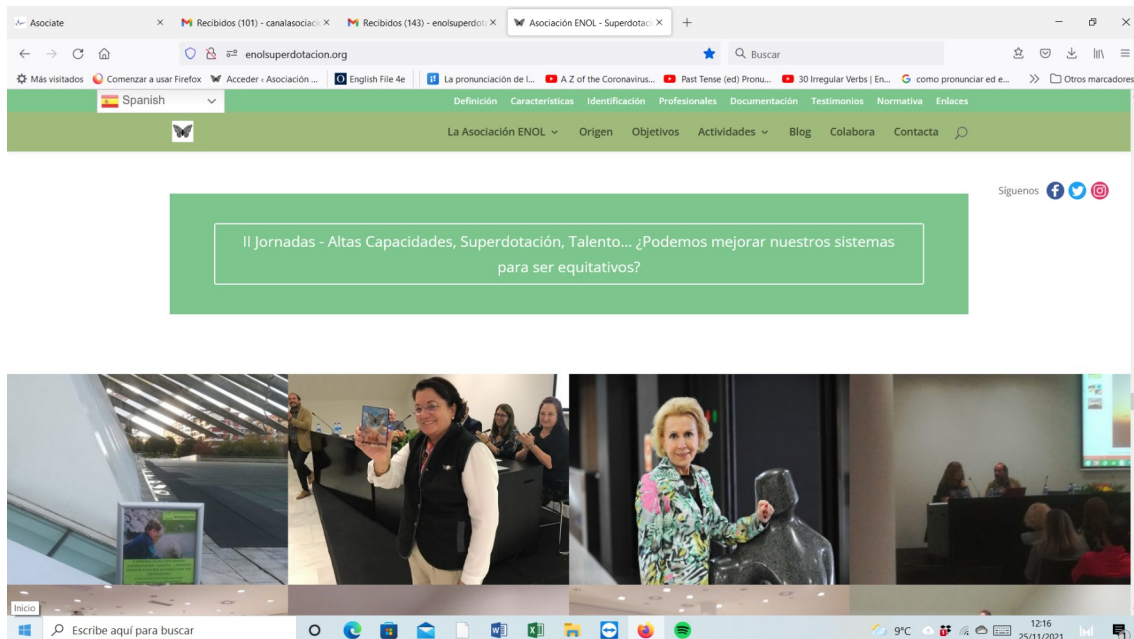 Asociate
Recibidos (101) - canalasociaci
Recibidos (143) - enolsuperdot
Asociación ENOL - Superdotaci
enolsuperdotacion.org
Buscar
Más visitados
Comenzar a usar Firefox
Acceder ‹ Asociación ...
English File 4e
La pronunciación de l...
A Z of the Coronavirus...
Past Tense (ed) Pronu...
30 Irregular Verbs | En...
como pronunciar ed e...
Otros marcadores
Spanish
Definición Características Identificación Profesionales Documentación Testimonios Normativa Enlaces
La Asociación ENOL Origen Objetivos Actividades Blog Colabora Contacta
Síguenos
II Jornadas - Altas Capacidades, Superdotación, Talento... ¿Podemos mejorar nuestros sistemas
para ser equitativos?
Inicio
Escribe aquí para buscar
9°C
12:16
25/11/2021